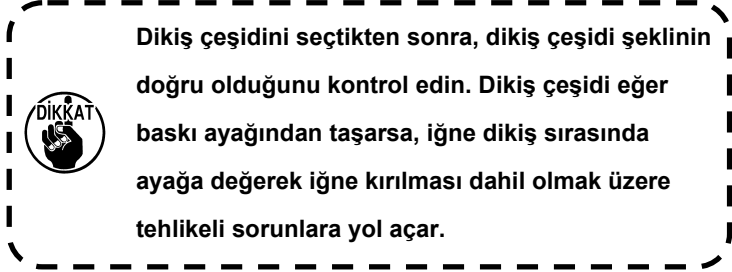 Dikiş çeşidini seçtikten sonra, dikiş çeşidi şeklinin
doğru olduğunu kontrol edin. Dikiş çeşidi eğer
DİKKAT
baskı ayağından taşarsa, iğne dikiş sırasında
ayağa değerek iğne kırılması dahil olmak üzere
tehlikeli sorunlara yol açar.